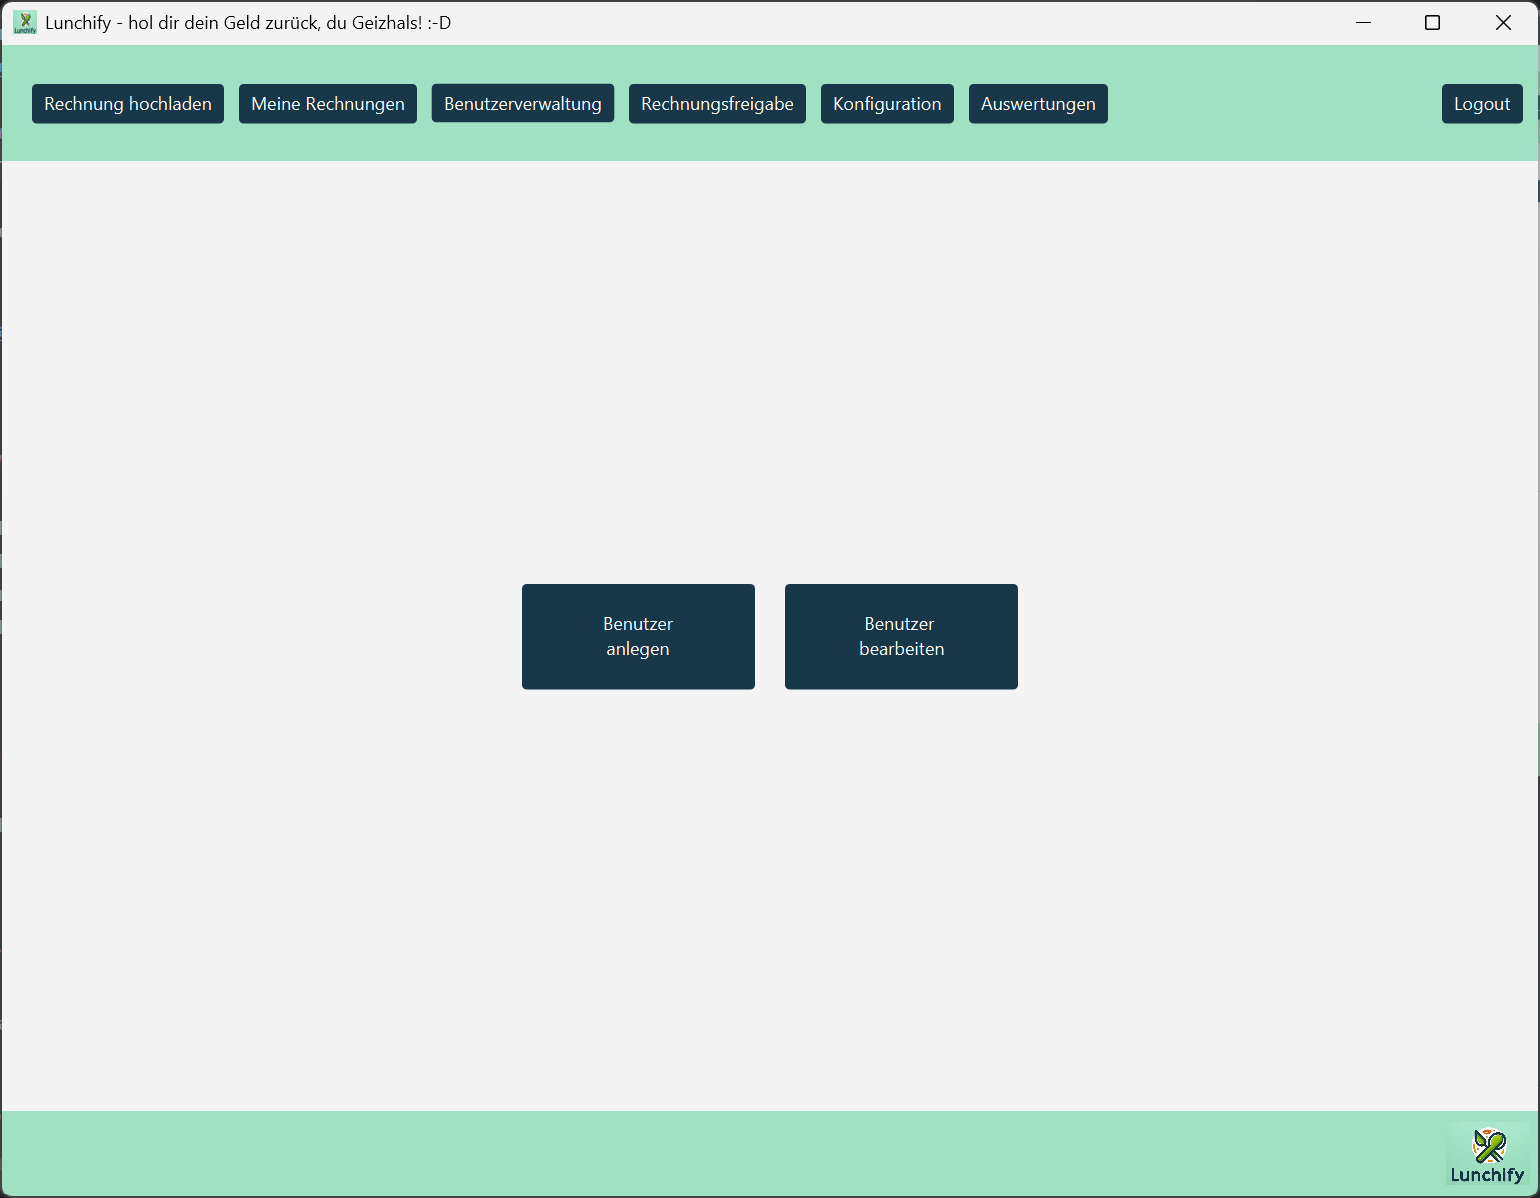 Lunchify - hol dir dein Geld zurück, du Geizhals! :-D
Rechnung hochladen
Meine Rechnungen
Benutzerverwaltung
Rechnungsfreigabe
Konfiguration
Auswertungen
Logout
Benutzer
anlegen
Benutzer
bearbeiten
Lunchify